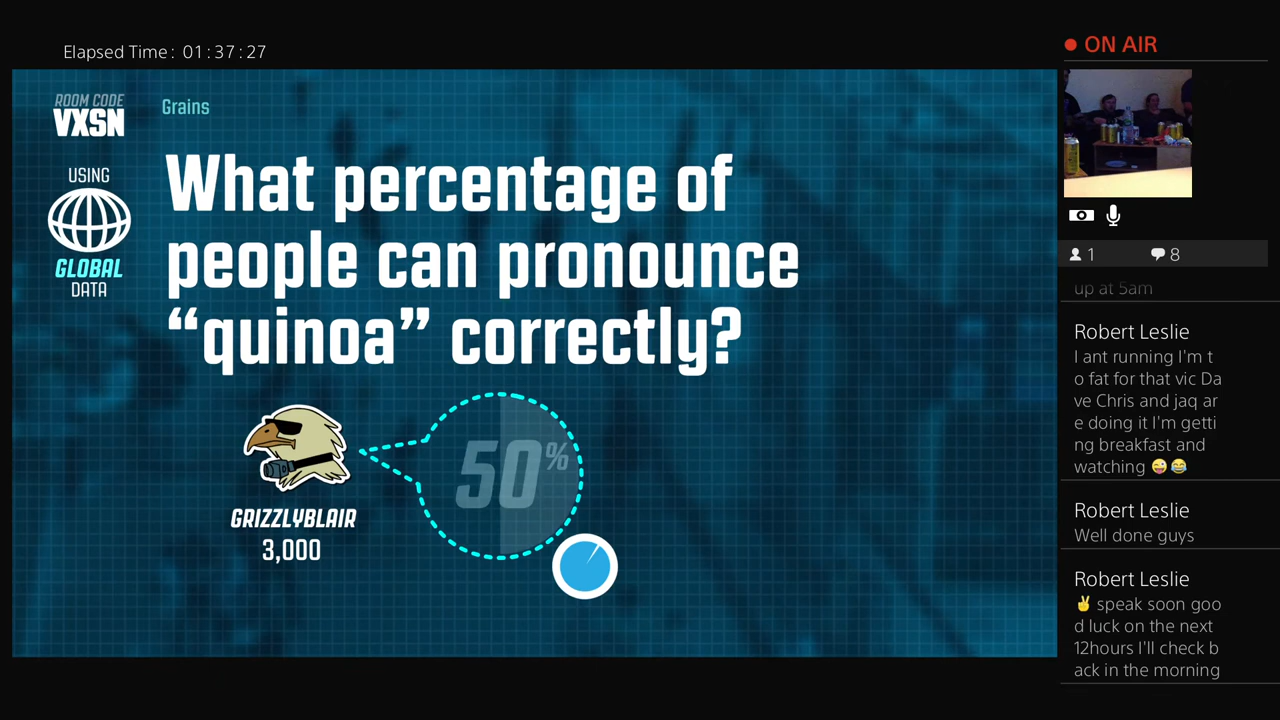 Elapsed Time: 01:37:27
ON AIR
ROOM CODE
VXSN
Grains
USING
GLOBAL
DATA
What percentage of
people can pronounce
“quinoa” correctly?
50%
GRIZZLYBLAIR
3,000
1
8
up at 5am
Robert Leslie
I ant running I'm t
o fat for that vic Da
ve Chris and jaq ar
e doing it I'm getti
ng breakfast and
watching 😜😂
Robert Leslie
Well done guys
Robert Leslie
✌ speak soon goo
d luck on the next
12hours I'll check b
ack in the morning